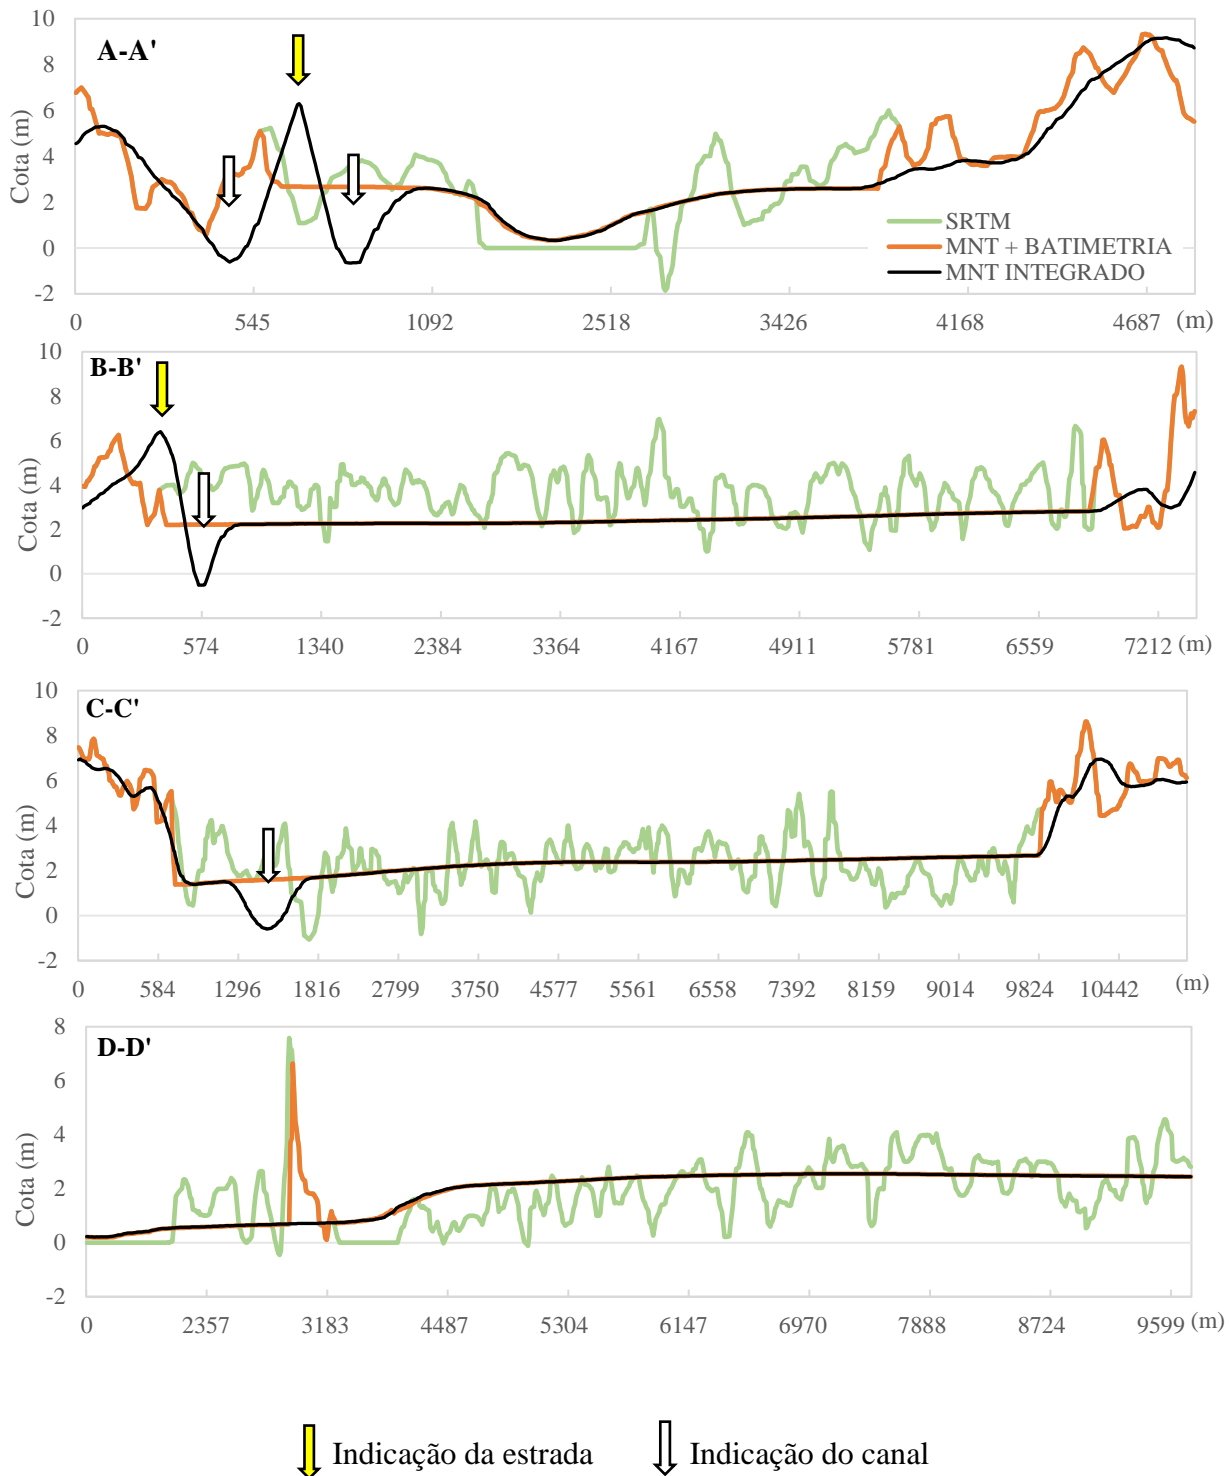 10
8
6
4
2
0
-2
Cota (m)
A-A'
SRTM
MNT + BATIMETRIA
MNT INTEGRADO
0 545 1092 2518 3426 4168 4687 (m)
10
8
6
4
2
0
-2
Cota (m)
B-B'
0 574 1340 2384 3364 4167 4911 5781 6559 7212 (m)
10
8
6
4
2
0
-2
Cota (m)
C-C'
0 584 1296 1816 2799 3750 4577 5561 6558 7392 8159 9014 9824 10442 (m)
8
6
4
2
0
-2
Cota (m)
D-D'
0 2357 3183 4487 5304 6147 6970 7888 8724 9599 (m)
Indicação da estrada Indicação do canal